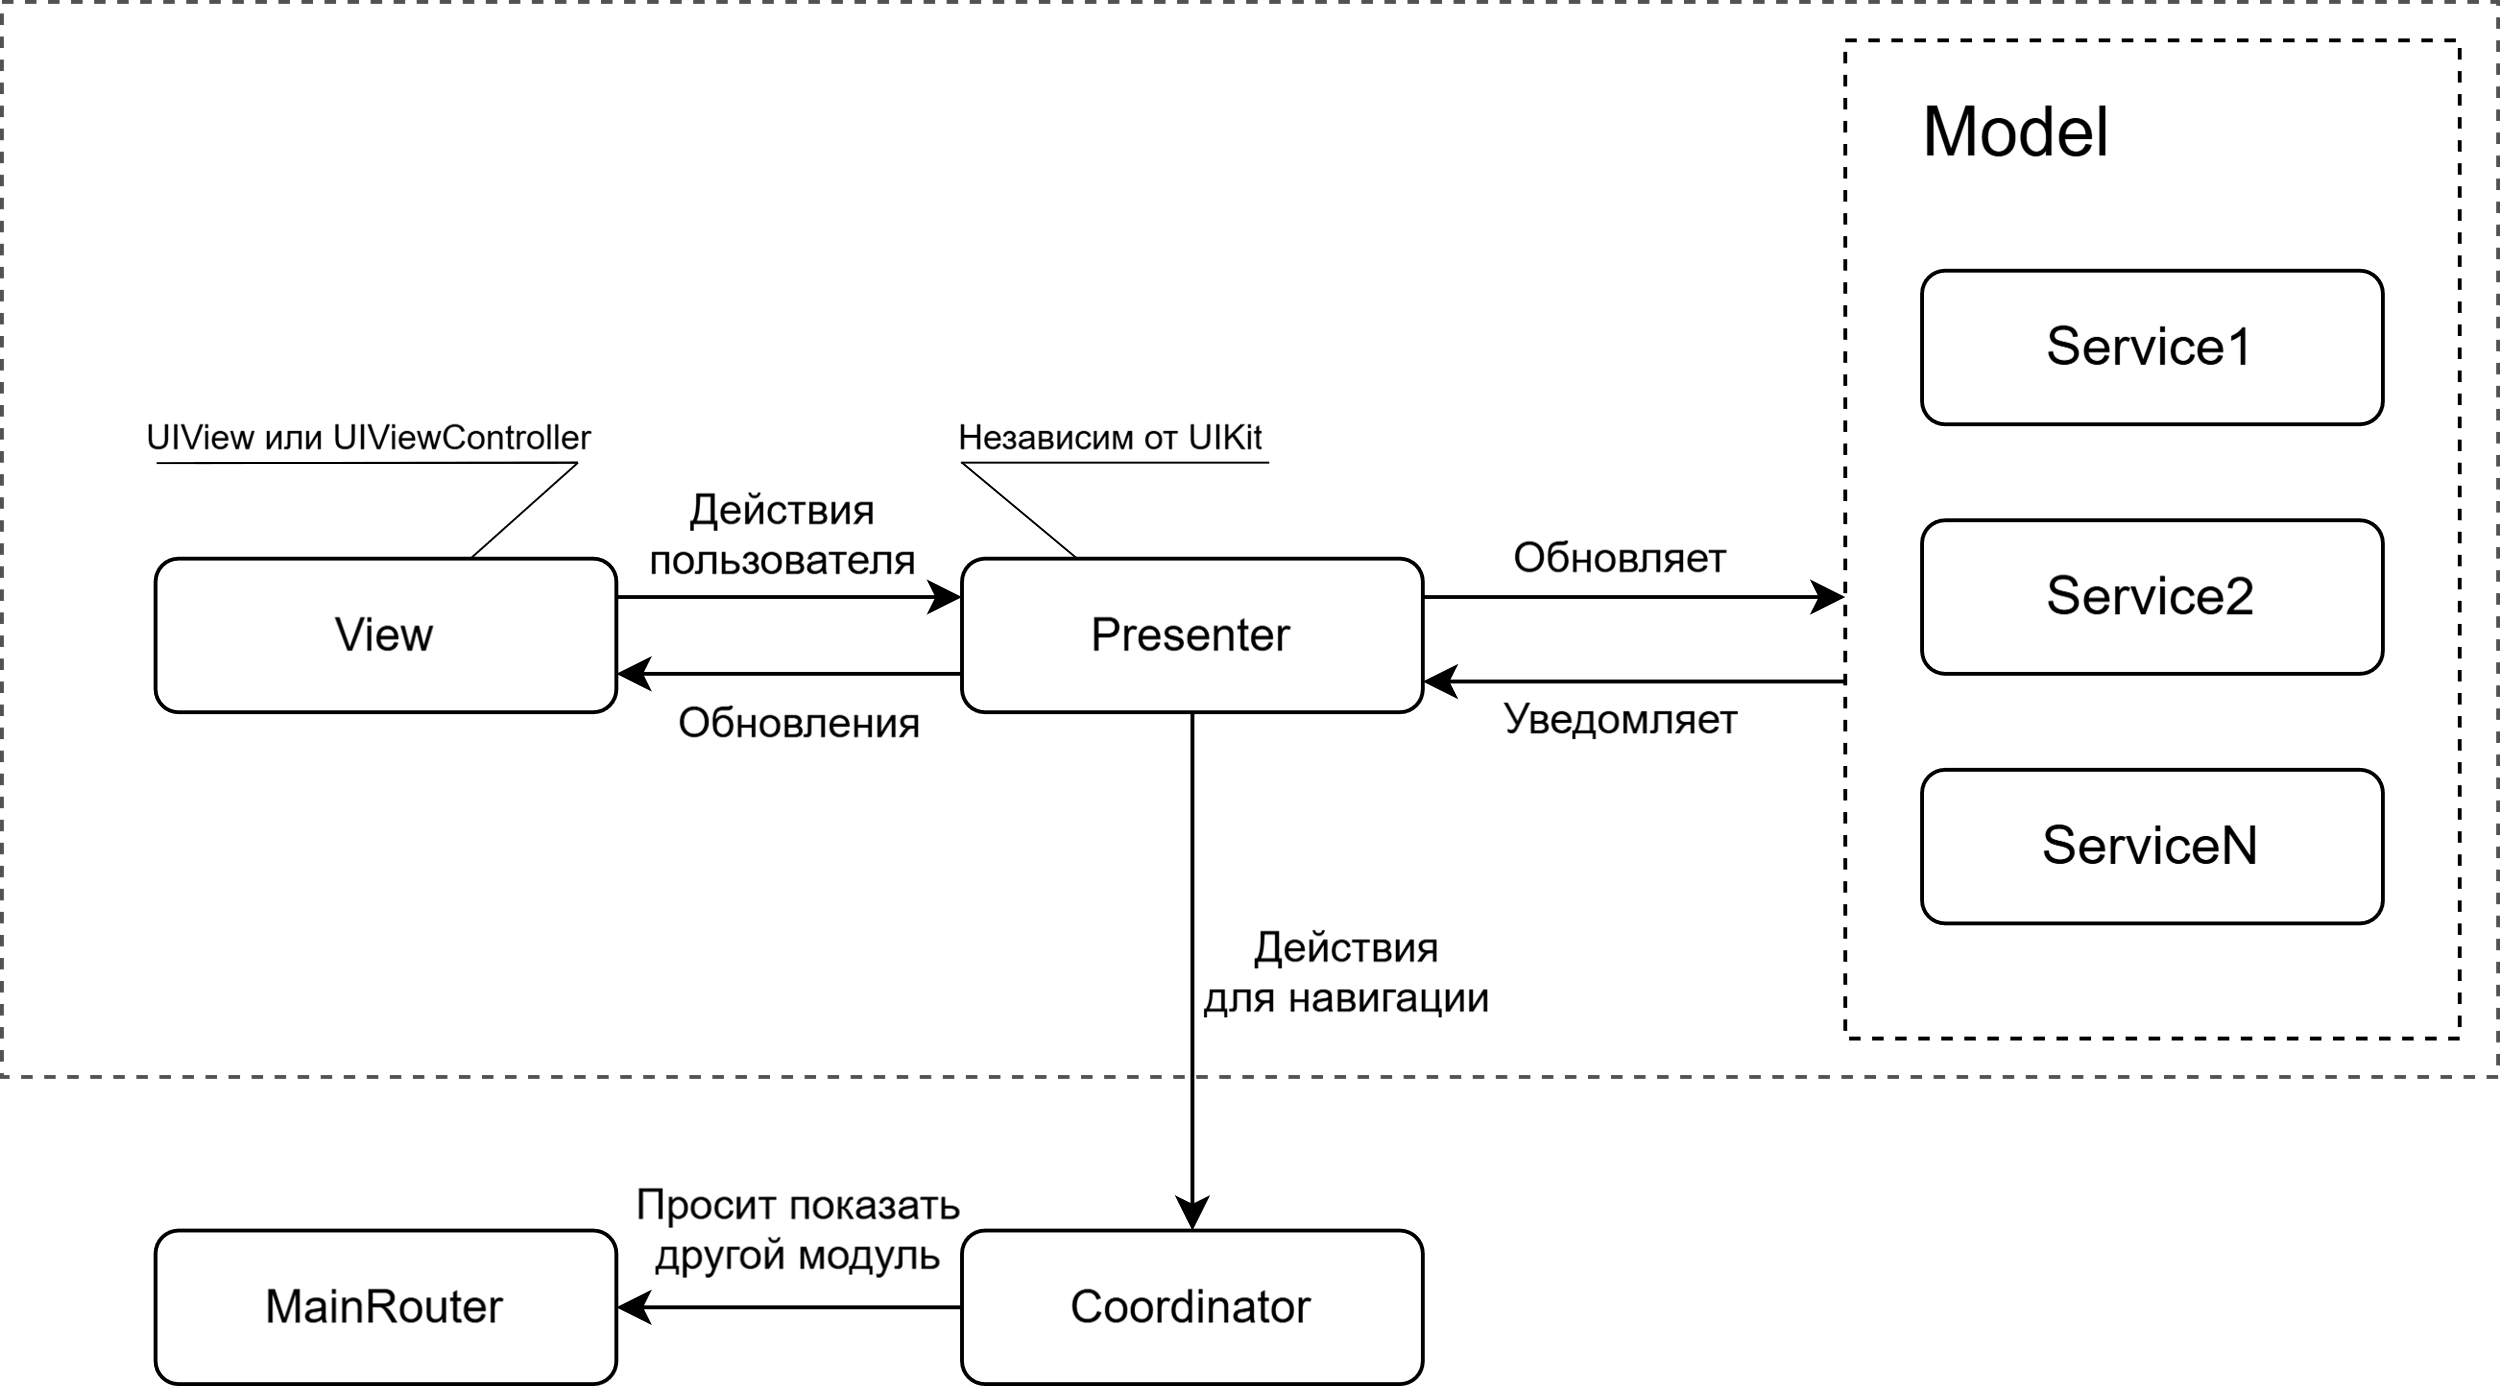 Model
Service1
UIView или UIViewController
Независим от UIKit
Действия
пользователя
Обновляет
View
Presenter
Service2
Обновления
Уведомляет
ServiceN
Действия
для навигации
Просит показать
другой модуль
MainRouter
Coordinator